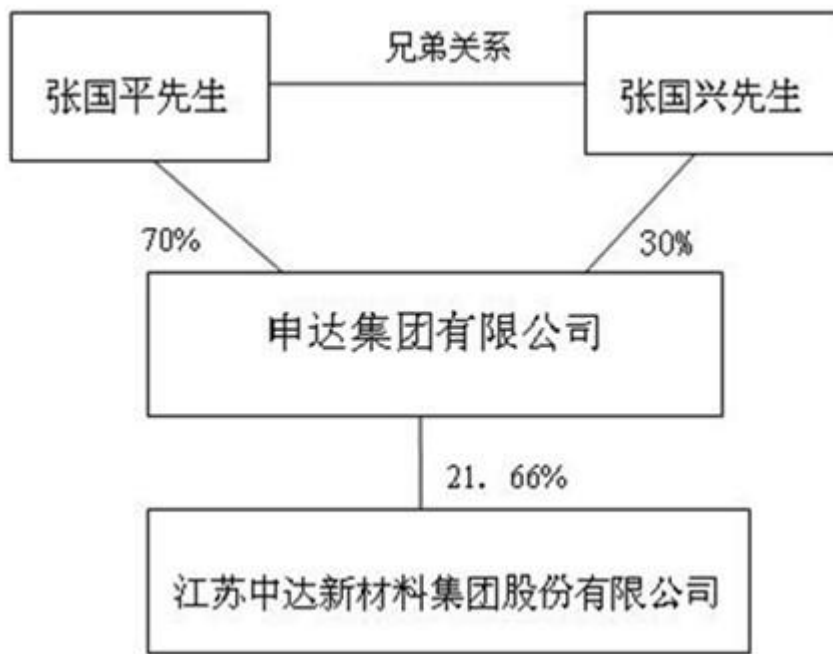 兄弟关系
张国平先生
张国兴先生
70%
30%
申达集团有限公司
21. 66%
江苏中达新材料集团股份有限公司